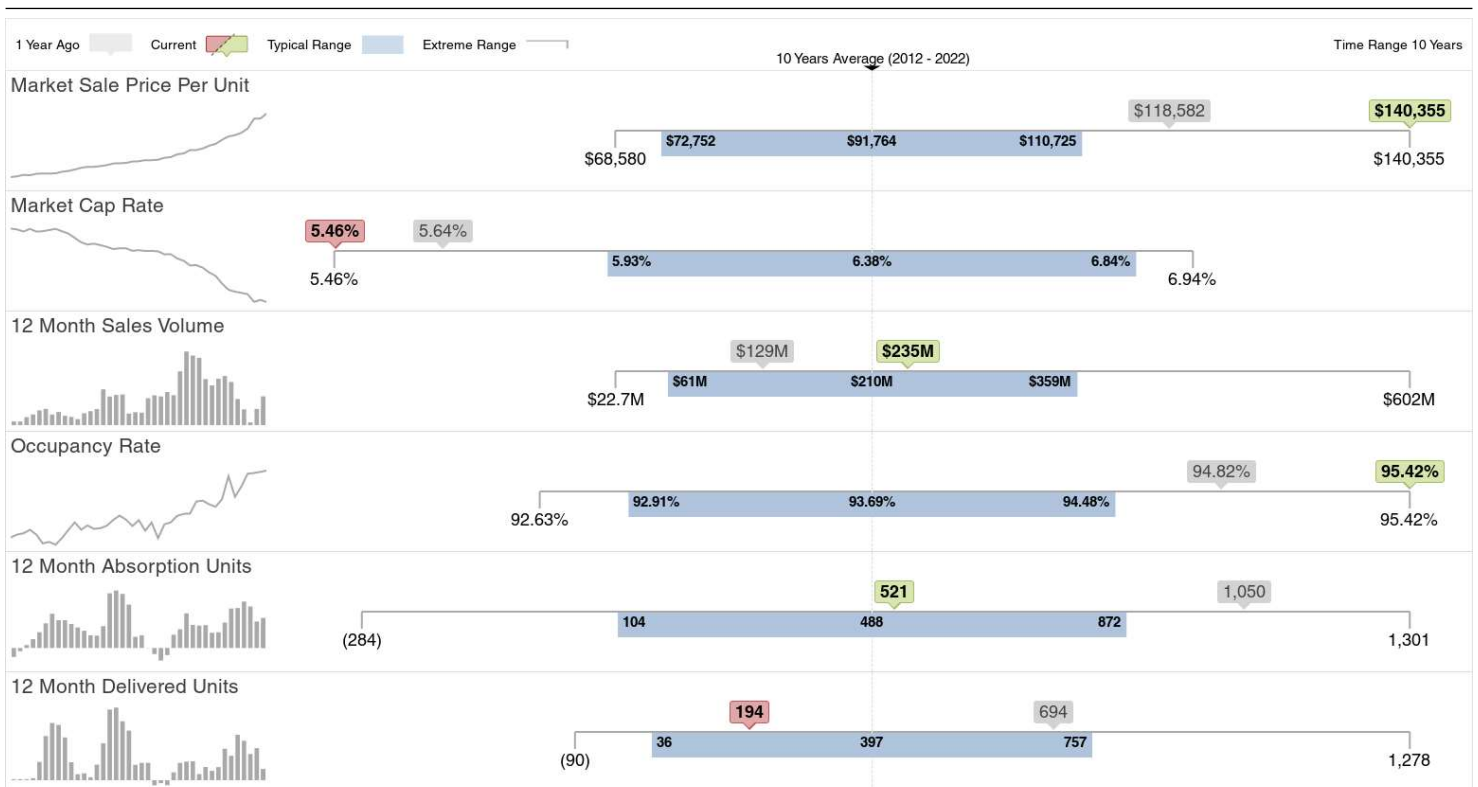 1 Year Ago Current Typical Range Extreme Range Time Range 10 Years
10 Years Average (2012 - 2022)
Market Sale Price Per Unit
$118,582 $140,355
$72,752 $91,764 $110,725
$68,580 $140,355
Market Cap Rate
5.46% 5.64%
5.93% 6.38% 6.84%
5.46% 6.94%
12 Month Sales Volume
$129M $235M
$61M $210M $359M
$22.7M $602M
Occupancy Rate
94.82% 95.42%
92.91% 93.69% 94.48%
92.63% 95.42%
12 Month Absorption Units
521 1,050
104 488 872
(284) 1,301
12 Month Delivered Units
194 694
36 397 757
(90) 1,278